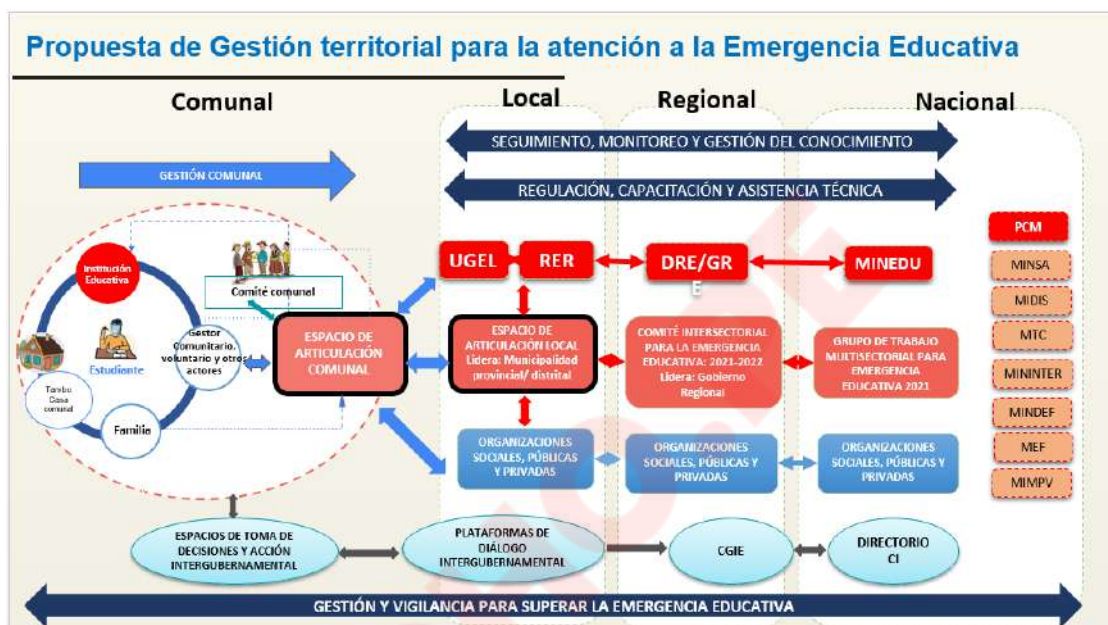 Propuesta de Gestión territorial para la atención a la Emergencia Educativa
Comunal
Local
Regional
Nacional
SEGUIMIENTO, MONITOREO Y GESTIÓN DEL CONOCIMIENTO
GESTIÓN COMUNAL
REGULACIÓN, CAPACITACIÓN Y ASISTENCIA TÉCNICA
Institución
Educativa
Comité comunal
Estudiante
Gestor
Comunitario,
voluntario y otros
actores
Tambo
Casa
comunal
Familia
ESPACIO DE
ARTICULACIÓN
COMUNAL
UGEL
RER
DRE/GR
E
MINEDU
ESPACIO DE
ARTICULACIÓN LOCAL
Lidera: Municipalidad
provincial/ distrital
COMITÉ INTERSECTORIAL
PARA LA EMERGENCIA
EDUCATIVA: 2021-2022
Lidera: Gobierno
Regional
GRUPO DE TRABAJO
MULTISECTORIAL PARA
EMERGENCIA
EDUCATIVA 2021
ORGANIZACIONES
SOCIALES, PÚBLICAS
Y PRIVADAS
ORGANIZACIONES
SOCIALES, PÚBLICAS Y
PRIVADAS
ORGANIZACIONES
SOCIALES, PÚBLICAS Y
PRIVADAS
PCM
MINSA
MIDIS
MTC
MININTER
MINDEF
MEF
MIMPV
ESPACIOS DE TOMA DE
DECISIONES Y ACCIÓN
INTERGUBERNAMENTAL
PLATAFORMAS DE
DIÁLOGO
INTERGUBERNAMENTAL
CGIE
DIRECTORIO
CI
GESTIÓN Y VIGILANCIA PARA SUPERAR LA EMERGENCIA EDUCATIVA